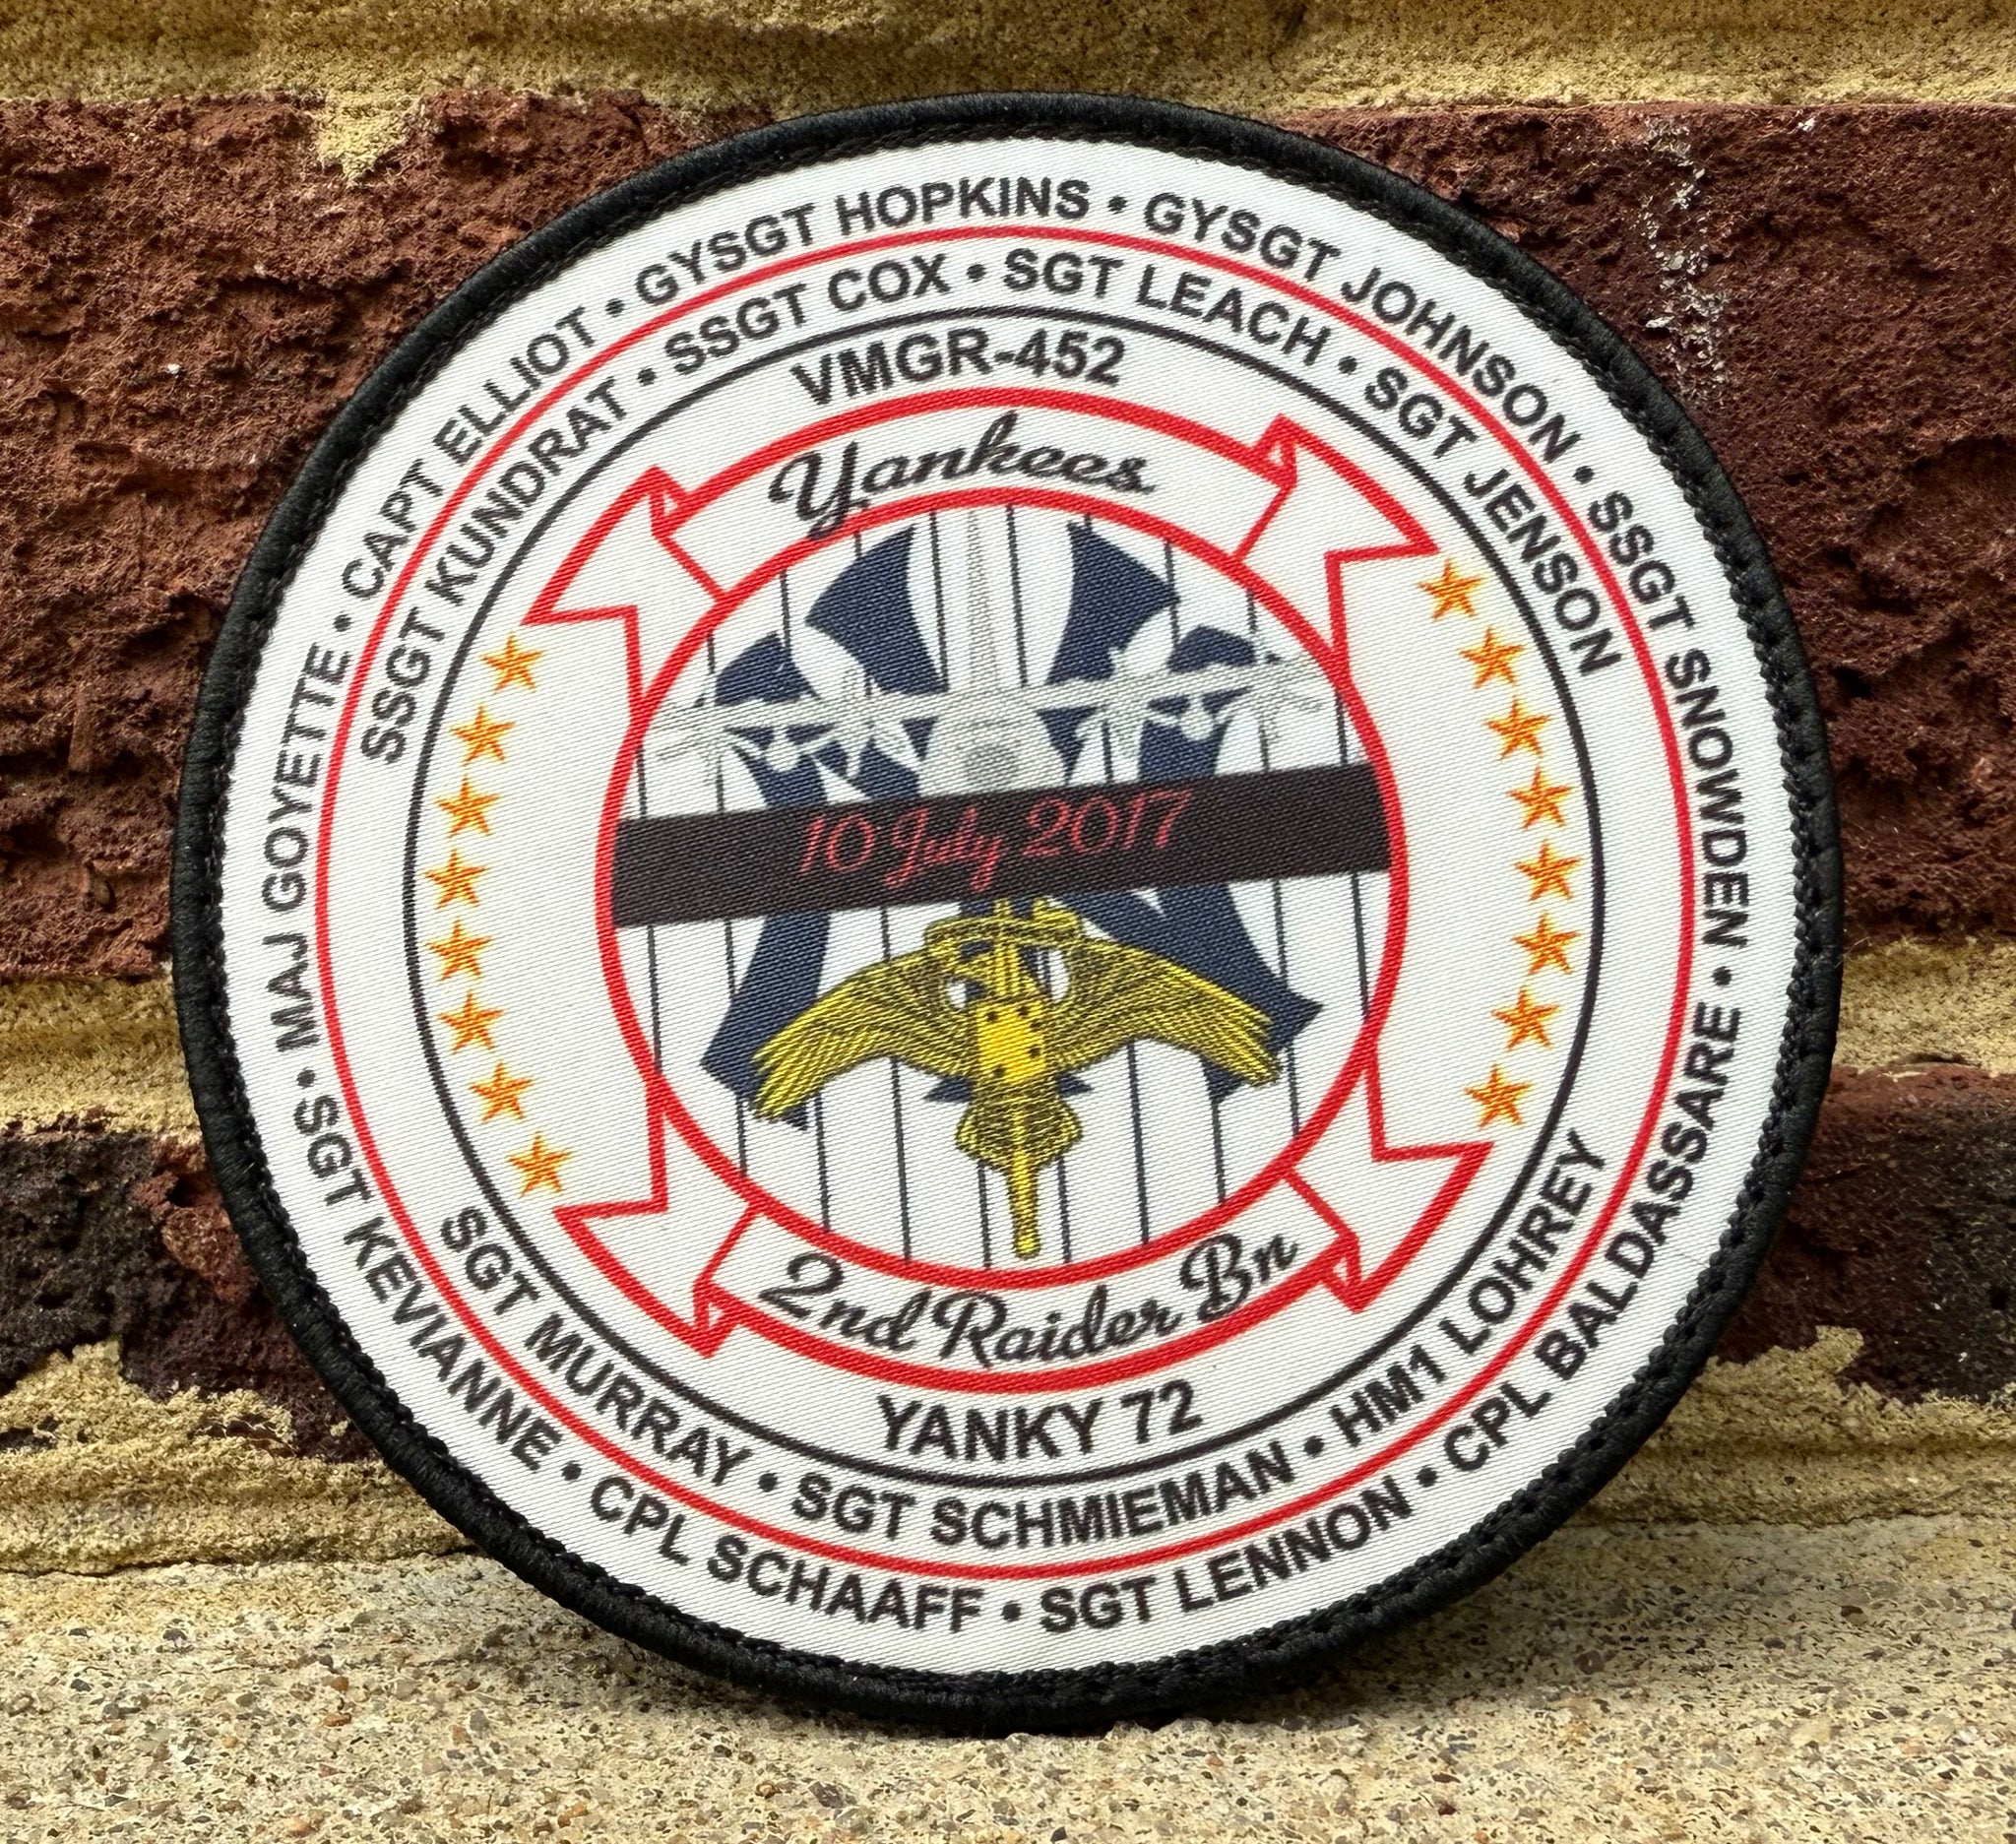 MAJ GOYETTE • CAPT ELLIOT • GYSGT HOPKINS • GYSGT JOHNSON • SSGT SNOWDEN •
SSGT KUNDRAT • SSGT COX • SGT LEACH • SGT JENSON
VMGR-452
Yankees
10 July 2017
2nd Raider Bn
YANKY 72
SGT MURRAY • SGT SCHMIEMAN • HM1 LOHREY
• SGT KEVIANNE • CPL SCHAAFF • SGT LENNON • CPL BALDASSARE